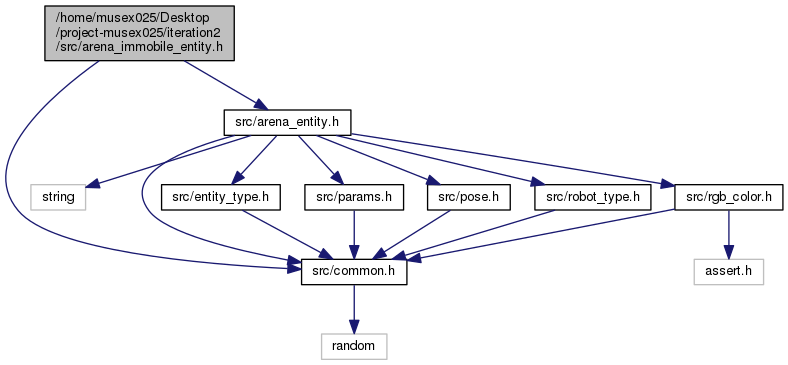 /home/musex025/Desktop
/project-musex025/iteration2
/src/arena_immobile_entity.h
src/arena_entity.h
string
src/entity_type.h
src/params.h
src/pose.h
src/robot_type.h
src/rgb_color.h
src/common.h
assert.h
random